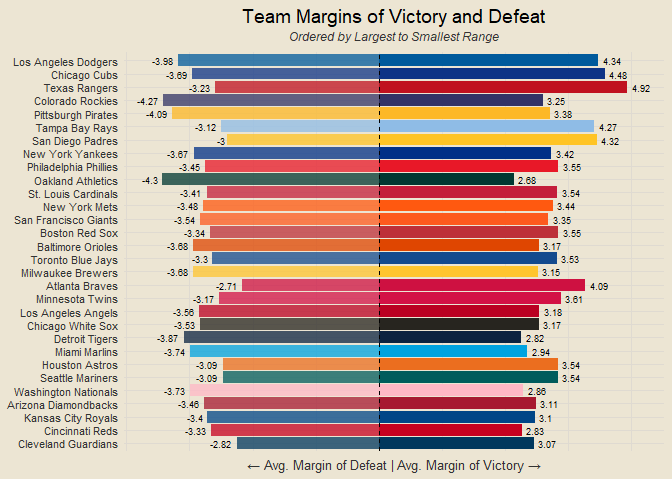 Team Margins of Victory and Defeat
Ordered by Largest to Smallest Range
Los Angeles Dodgers -3.98 4.34
Chicago Cubs -3.69 4.48
Texas Rangers -3.23 4.92
Colorado Rockies -4.27 3.25
Pittsburgh Pirates -4.09 3.38
Tampa Bay Rays -3.12 4.27
San Diego Padres -3 4.32
New York Yankees -3.67 3.42
Philadelphia Phillies -3.45 3.55
Oakland Athletics -4.3 2.68
St. Louis Cardinals -3.41 3.54
New York Mets -3.48 3.44
San Francisco Giants -3.54 3.35
Boston Red Sox -3.34 3.55
Baltimore Orioles -3.68 3.17
Toronto Blue Jays -3.3 3.53
Milwaukee Brewers -3.68 3.15
Atlanta Braves -2.71 4.09
Minnesota Twins -3.17 3.61
Los Angeles Angels -3.56 3.18
Chicago White Sox -3.53 3.17
Detroit Tigers -3.87 2.82
Miami Marlins -3.74 2.94
Houston Astros -3.09 3.54
Seattle Mariners -3.09 3.54
Washington Nationals -3.73 2.86
Arizona Diamondbacks -3.46 3.11
Kansas City Royals -3.4 3.1
Cincinnati Reds -3.33 2.83
Cleveland Guardians -2.82 3.07
← Avg. Margin of Defeat | Avg. Margin of Victory →